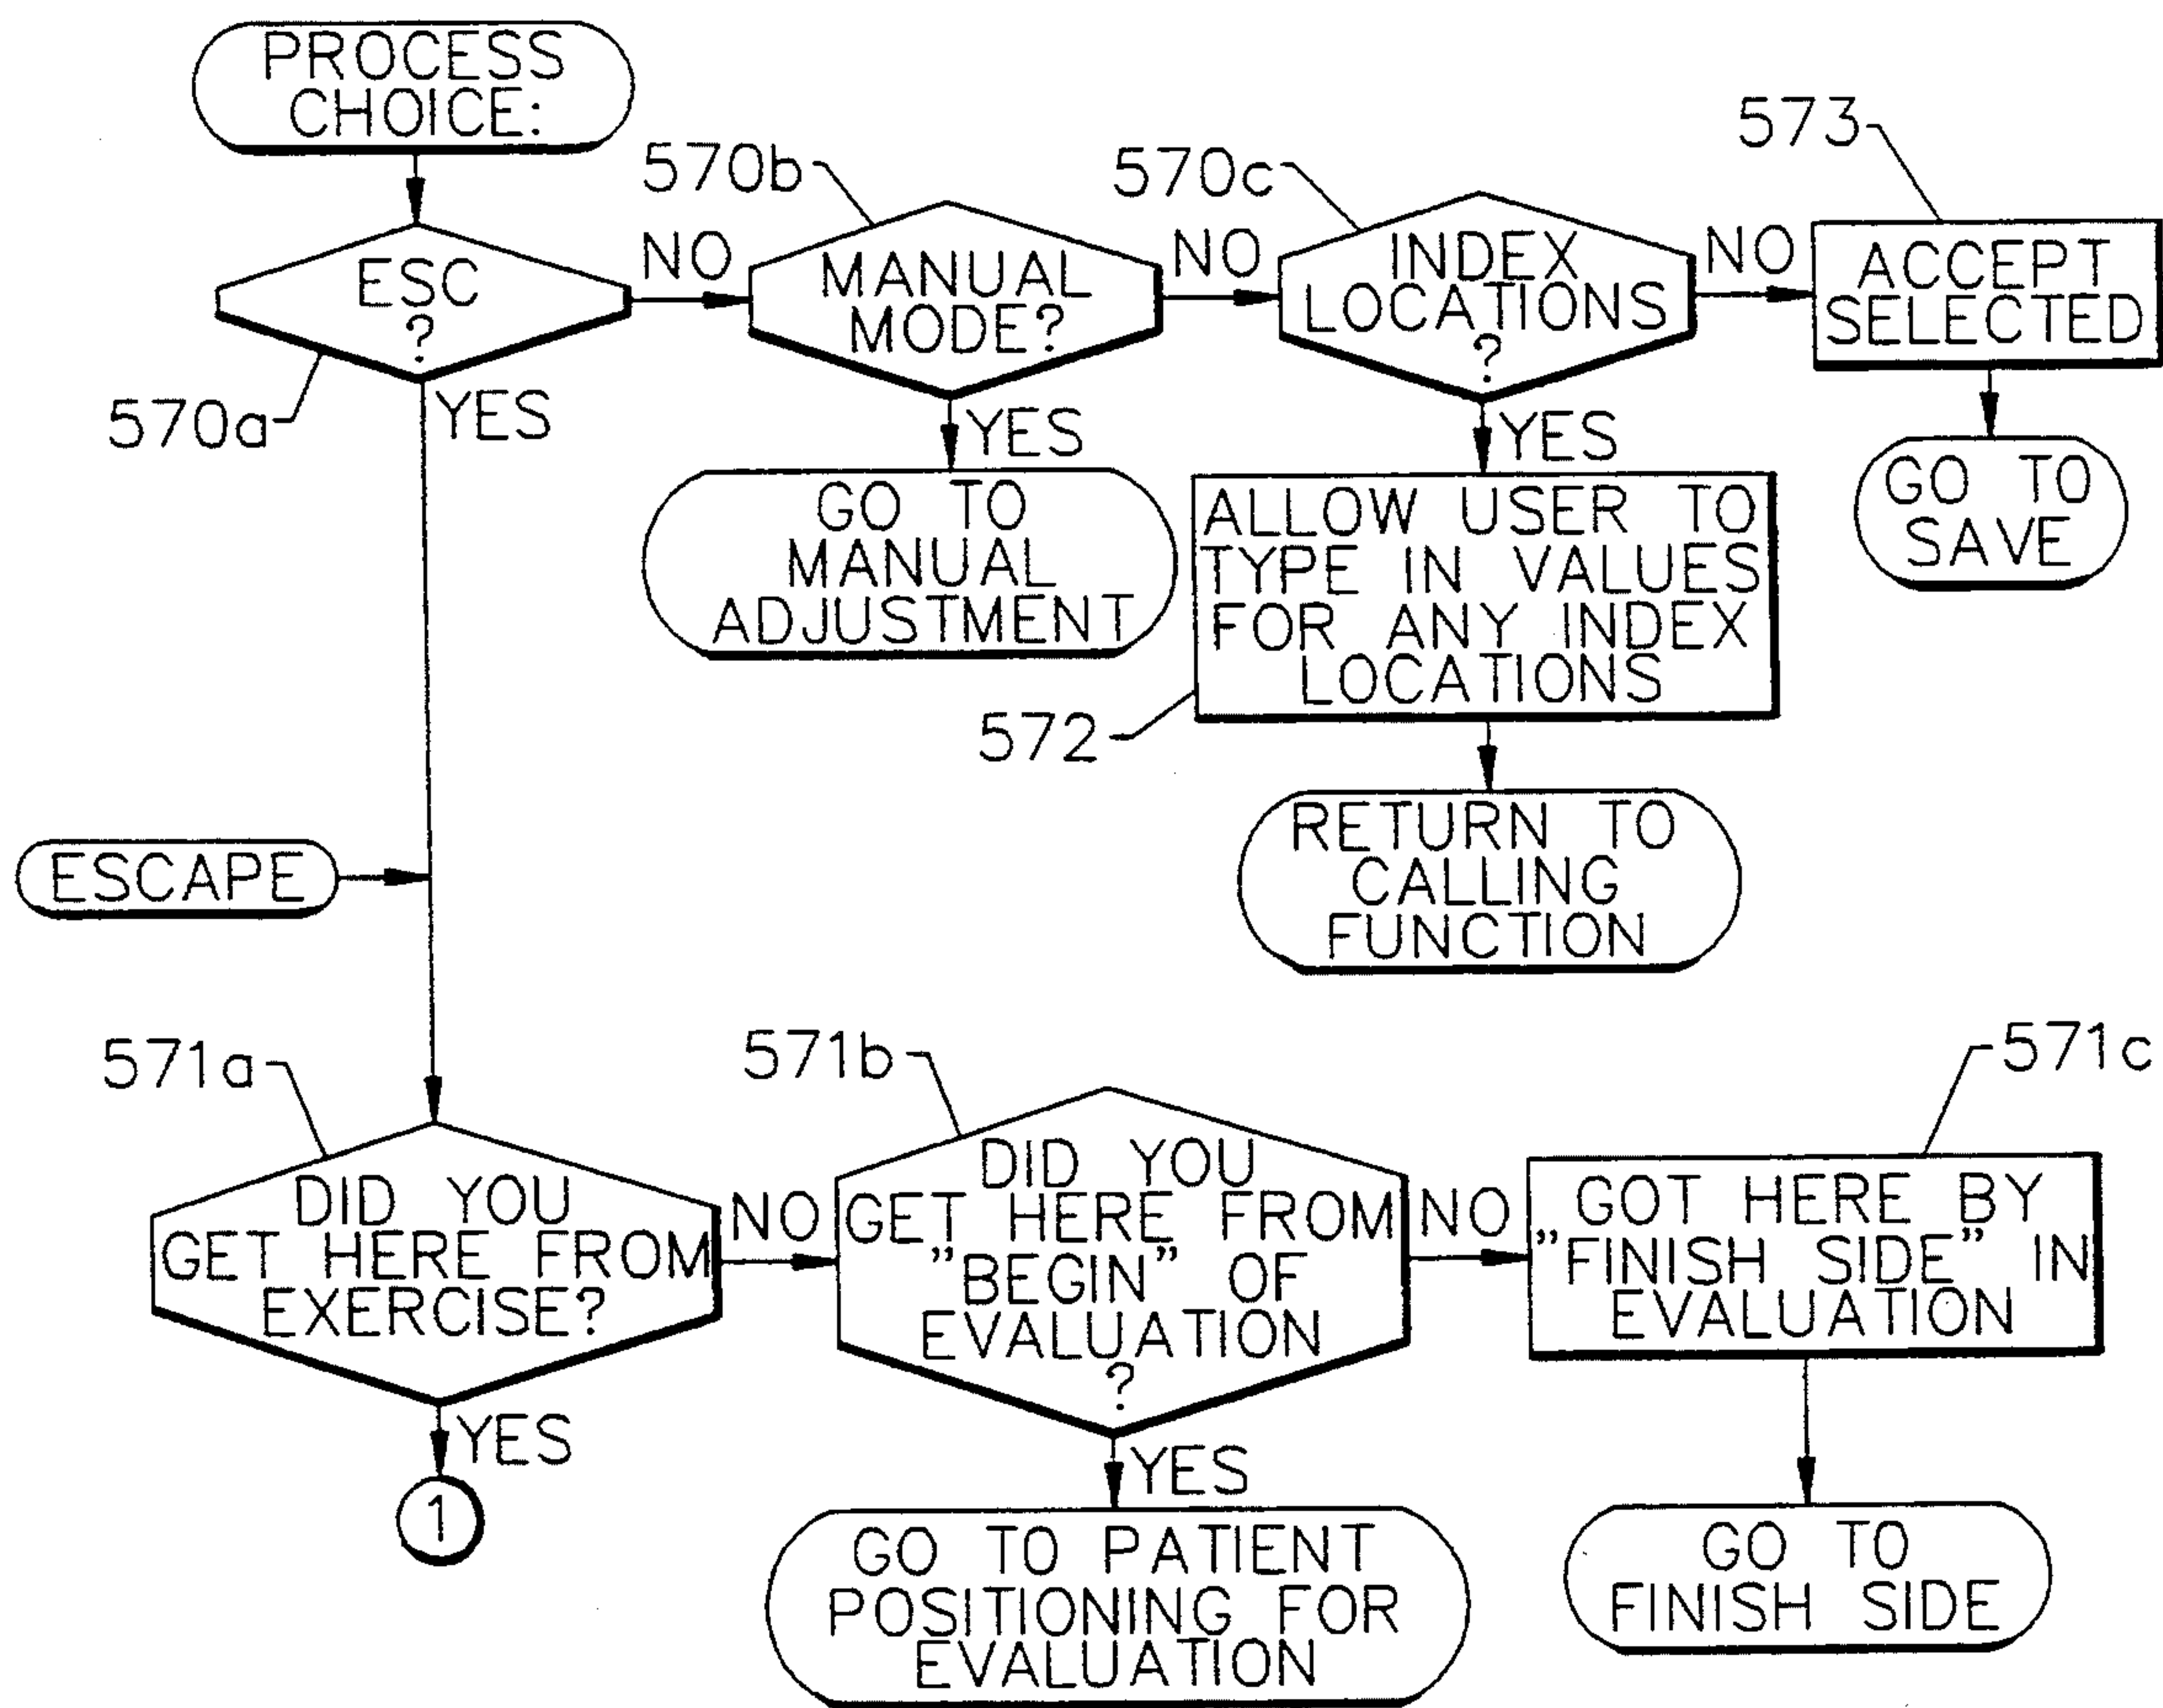 PROCESS
CHOICE:
570a
ESC
?
NO
YES
570b
MANUAL
MODE?
NO
YES
GO TO
MANUAL
ADJUSTMENT
570c
INDEX
LOCATIONS
?
NO
YES
573
ACCEPT
SELECTED
GO TO
SAVE
572
ALLOW USER TO
TYPE IN VALUES
FOR ANY INDEX
LOCATIONS
RETURN TO
CALLING
FUNCTION
ESCAPE
571a
DID YOU
GET HERE FROM
EXERCISE?
NO
YES
1
571b
DID YOU
GET HERE FROM
"BEGIN" OF
EVALUATION
?
NO
YES
GO TO PATIENT
POSITIONING FOR
EVALUATION
571c
GOT HERE BY
"FINISH SIDE" IN
EVALUATION
GO TO
FINISH SIDE